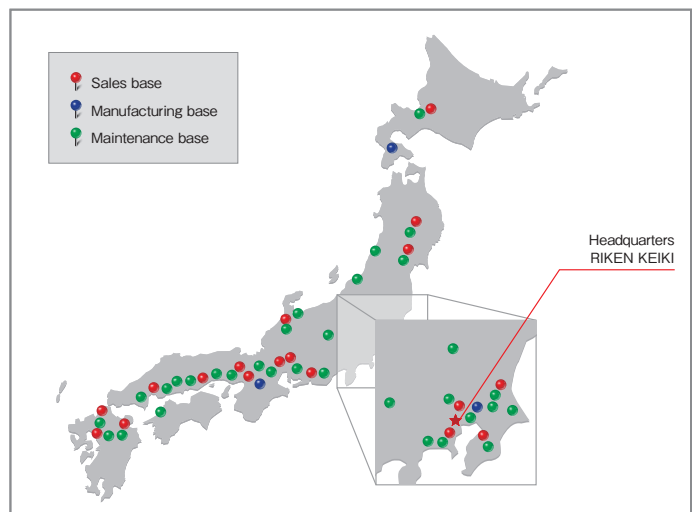 Sales base
Manufacturing base
Maintenance base
Headquarters
RIKEN KEIKI